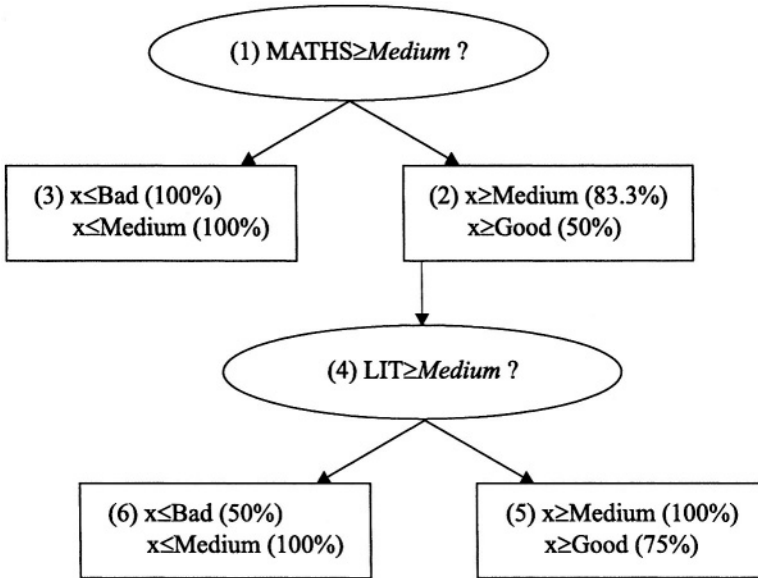 (1) MATHS≥Medium ?
(3) x≤Bad (100%)
x≤Medium (100%)
(2) x≥Medium (83.3%)
x≥Good (50%)
(4) LIT≥Medium ?
(6) x≤Bad (50%)
x≤Medium (100%)
(5) x≥Medium (100%)
x≥Good (75%)